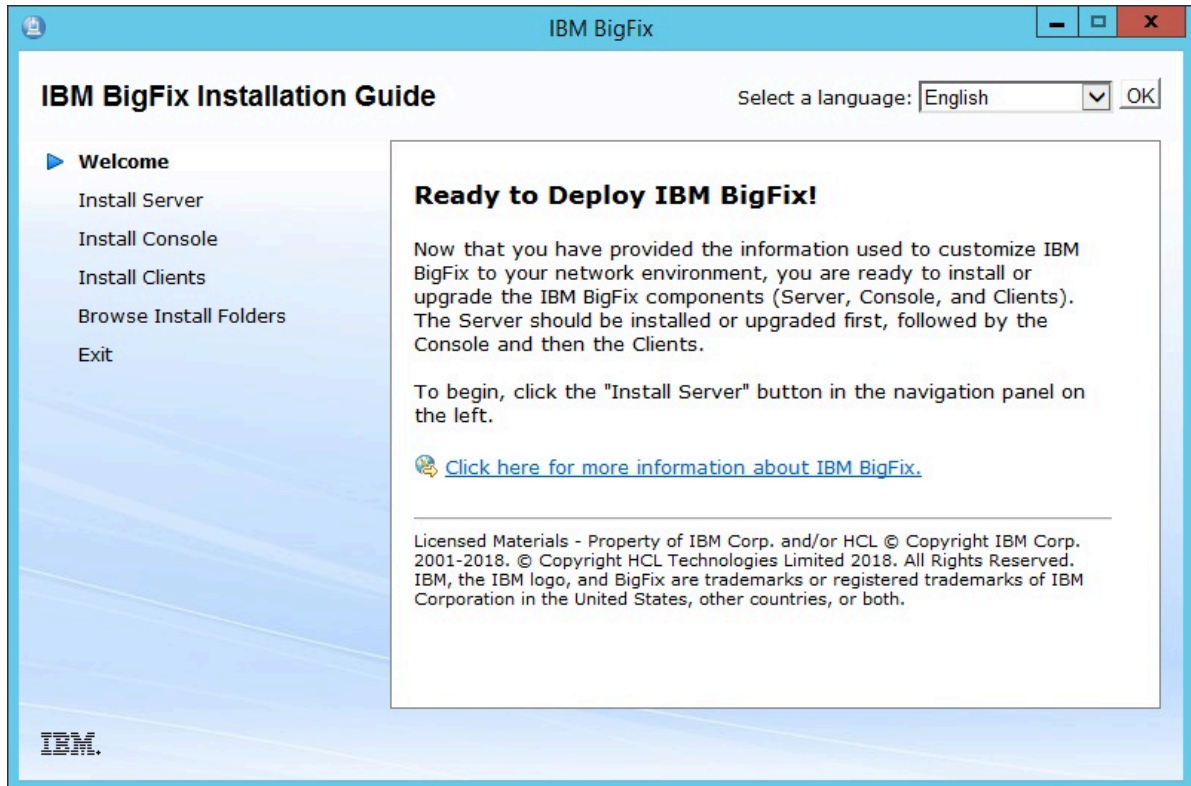 IBM BigFix
IBM BigFix Installation Guide
Select a language: English OK
Welcome
Install Server
Install Console
Install Clients
Browse Install Folders
Exit
Ready to Deploy IBM BigFix!
Now that you have provided the information used to customize IBM
BigFix to your network environment, you are ready to install or
upgrade the IBM BigFix components (Server, Console, and Clients).
The Server should be installed or upgraded first, followed by the
Console and then the Clients.
To begin, click the "Install Server" button in the navigation panel on
the left.
Click here for more information about IBM BigFix.
Licensed Materials - Property of IBM Corp. and/or HCL © Copyright IBM Corp.
2001-2018. © Copyright HCL Technologies Limited 2018. All Rights Reserved.
IBM, the IBM logo, and BigFix are trademarks or registered trademarks of IBM
Corporation in the United States, other countries, or both.
IBM.